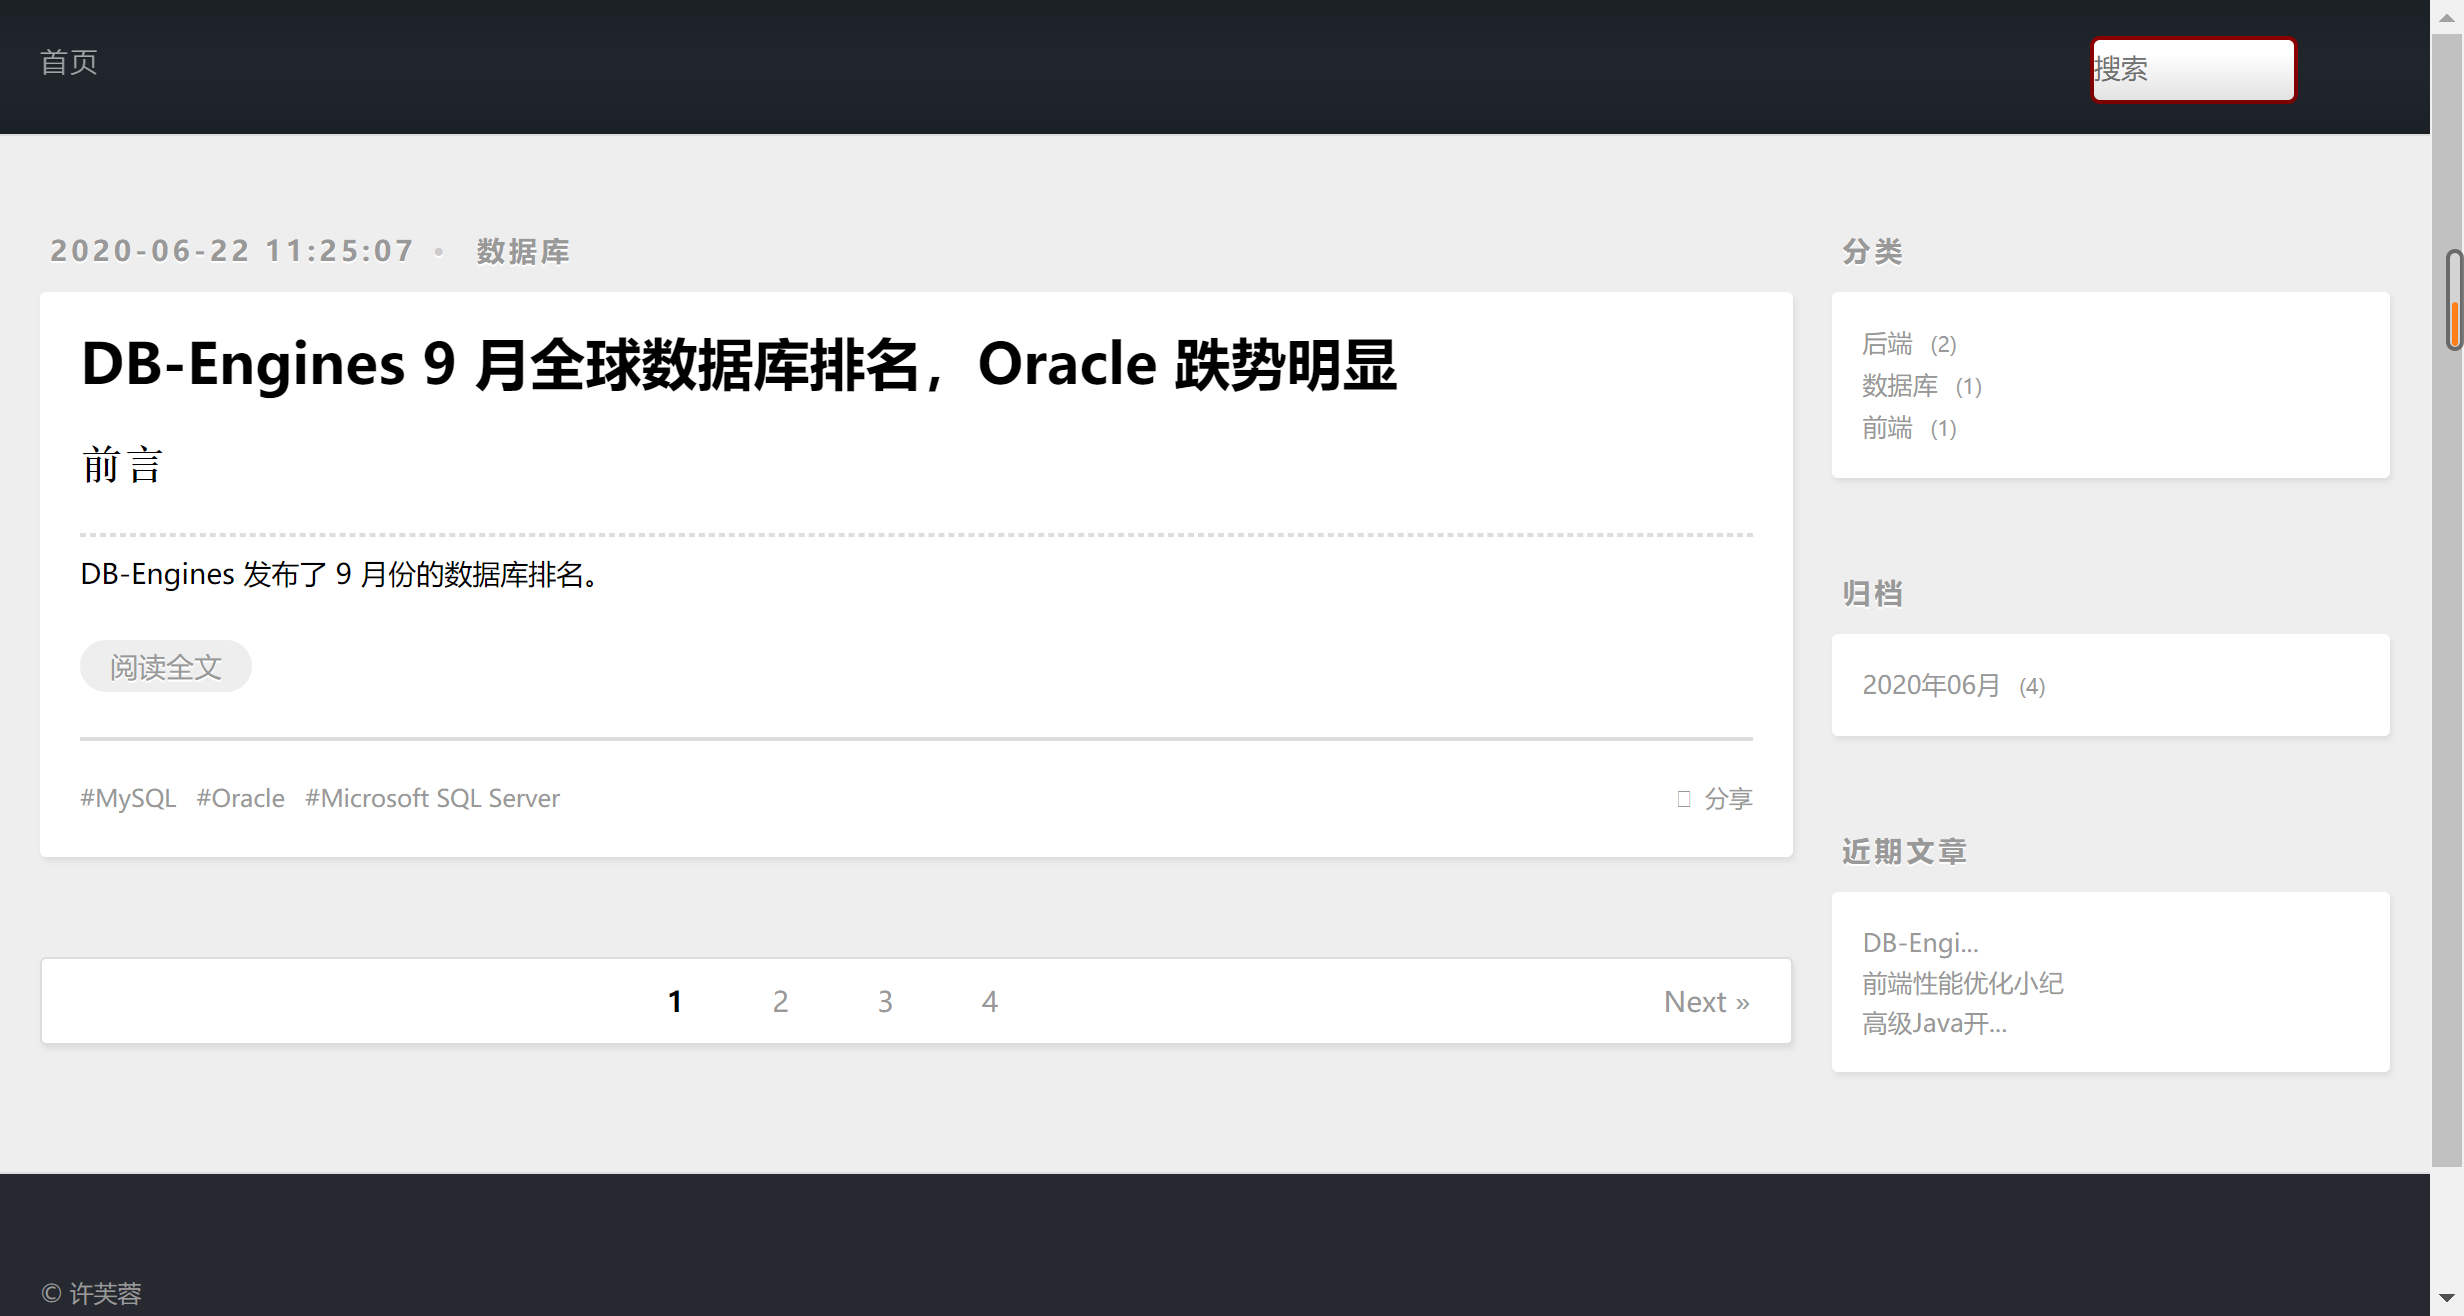 首页
搜索
2020-06-22 11:25:07 • 数据库
DB-Engines 9 月全球数据库排名，Oracle 跌势明显
前言
DB-Engines 发布了 9 月份的数据库排名。
阅读全文
#MySQL #Oracle #Microsoft SQL Server
分享
1 2 3 4 Next »
分类
后端 (2)
数据库 (1)
前端 (1)
归档
2020年06月 (4)
近期文章
DB-Engi...
前端性能优化小纪
高级Java开...
© 许芙蓉